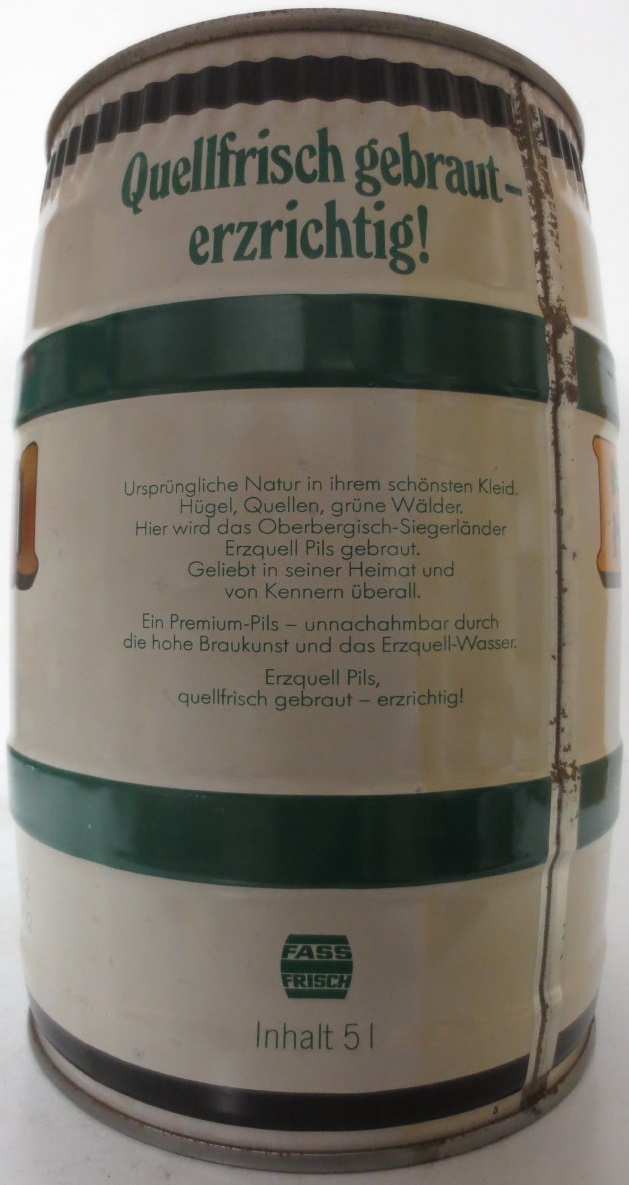 Quellfrisch gebraut-
erzrichtig!
Ursprüngliche Natur in ihrem schönsten Kleid.
Hügel, Quellen, grüne Wälder.
Hier wird das Oberbergisch-Siegerländer
Erzquell Pils gebraut.
Geliebt in seiner Heimat und
von Kennern überall.
Ein Premium-Pils – unnachahmbar durch
die hohe Braukunst und das Erzquell-Wasser.
Erzquell Pils,
quellfrisch gebraut – erzrichtig!
FASS
FRISCH
Inhalt 5 l